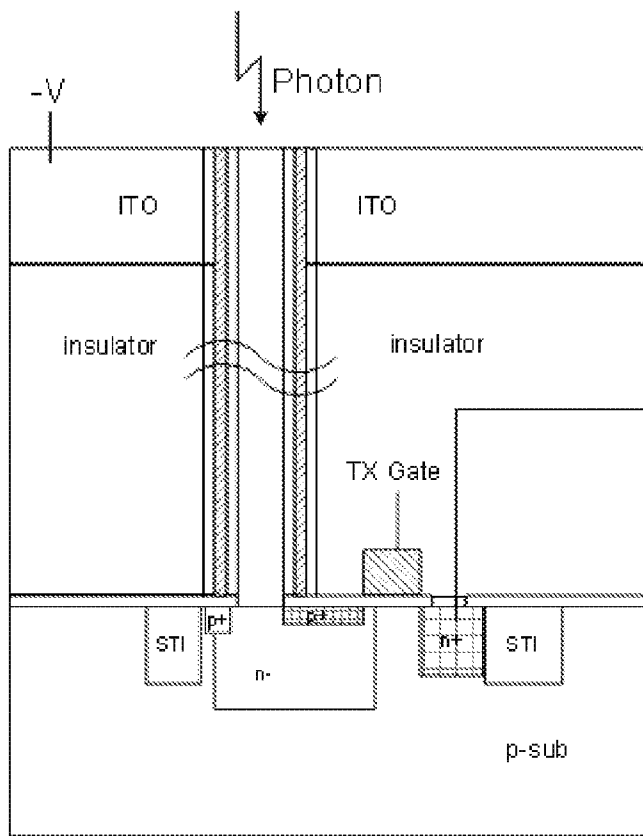 Photon
-V
ITO ITO
insulator insulator
TX Gate
p+ p+
STI n- n+ STI
p-sub